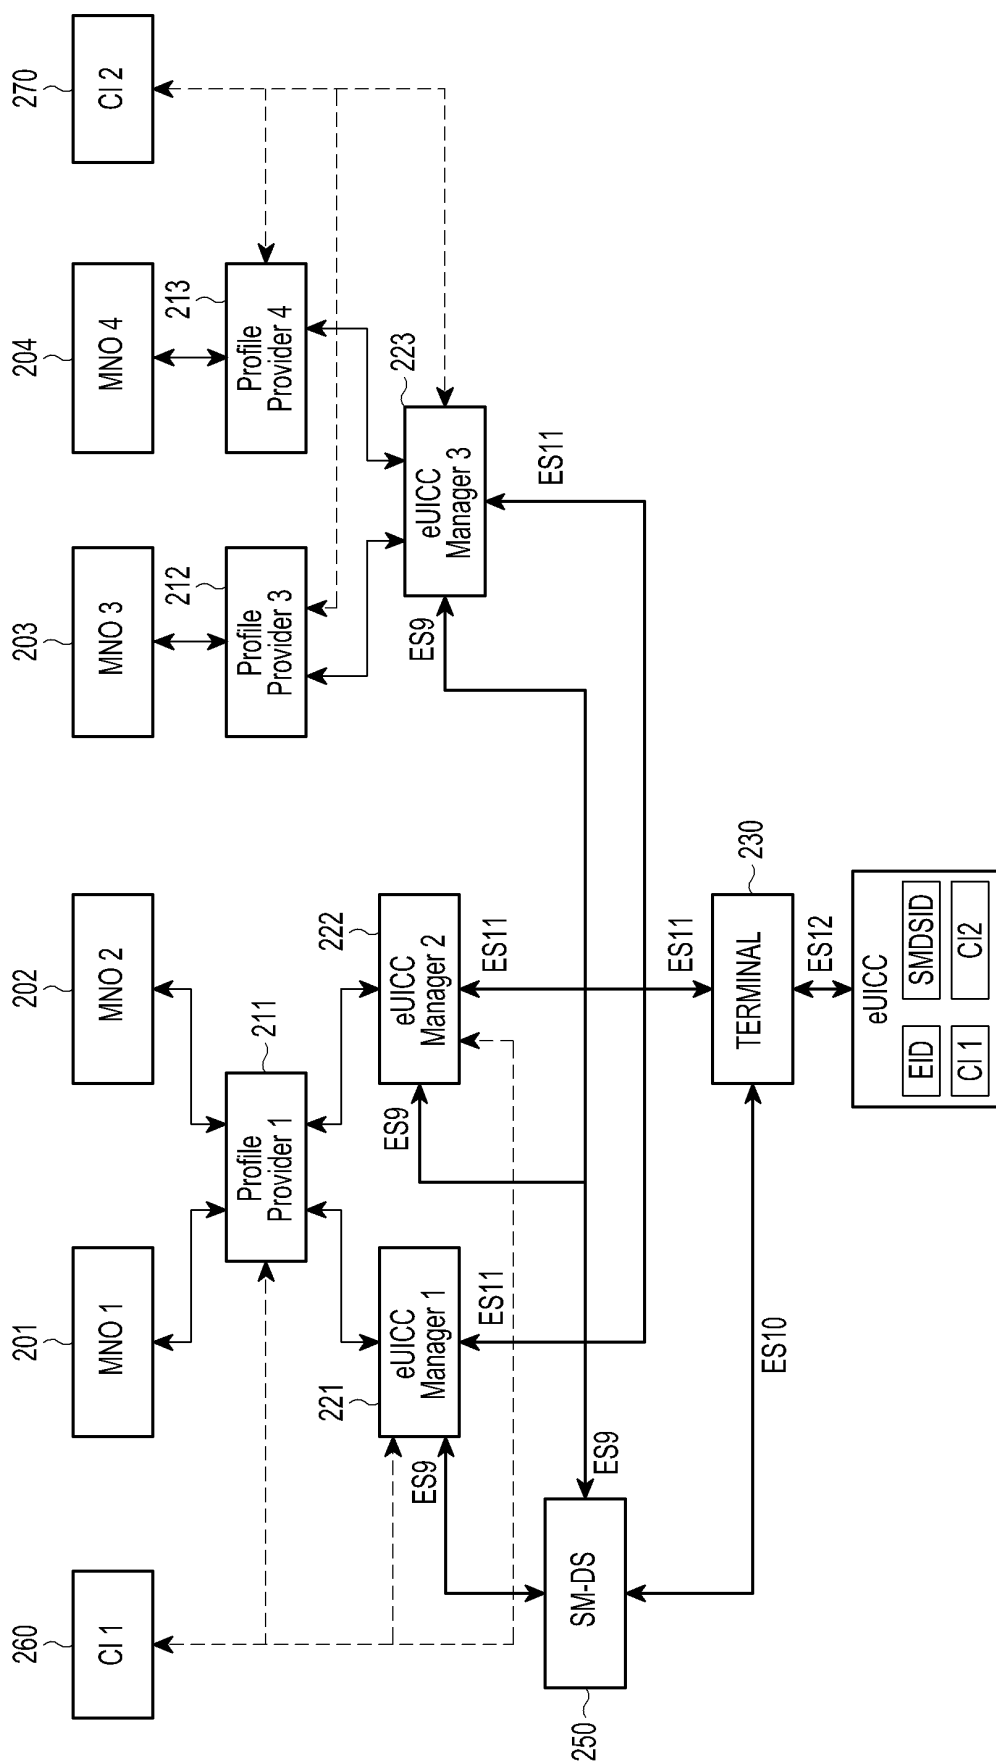 260
201
202
203
204
270
CI 1
MNO 1
MNO 2
MNO 3
MNO 4
CI 2
211
212
213
Profile
Provider 1
Profile
Provider 3
Profile
Provider 4
221
222
223
eUICC
Manager 1
eUICC
Manager 2
eUICC
Manager 3
ES9
ES9
ES9
ES11
ES11
ES11
250
SM-DS
ES9
ES11
230
ES10
TERMINAL
ES12
eUICC
EID
SMDSID
CI 1
CI2